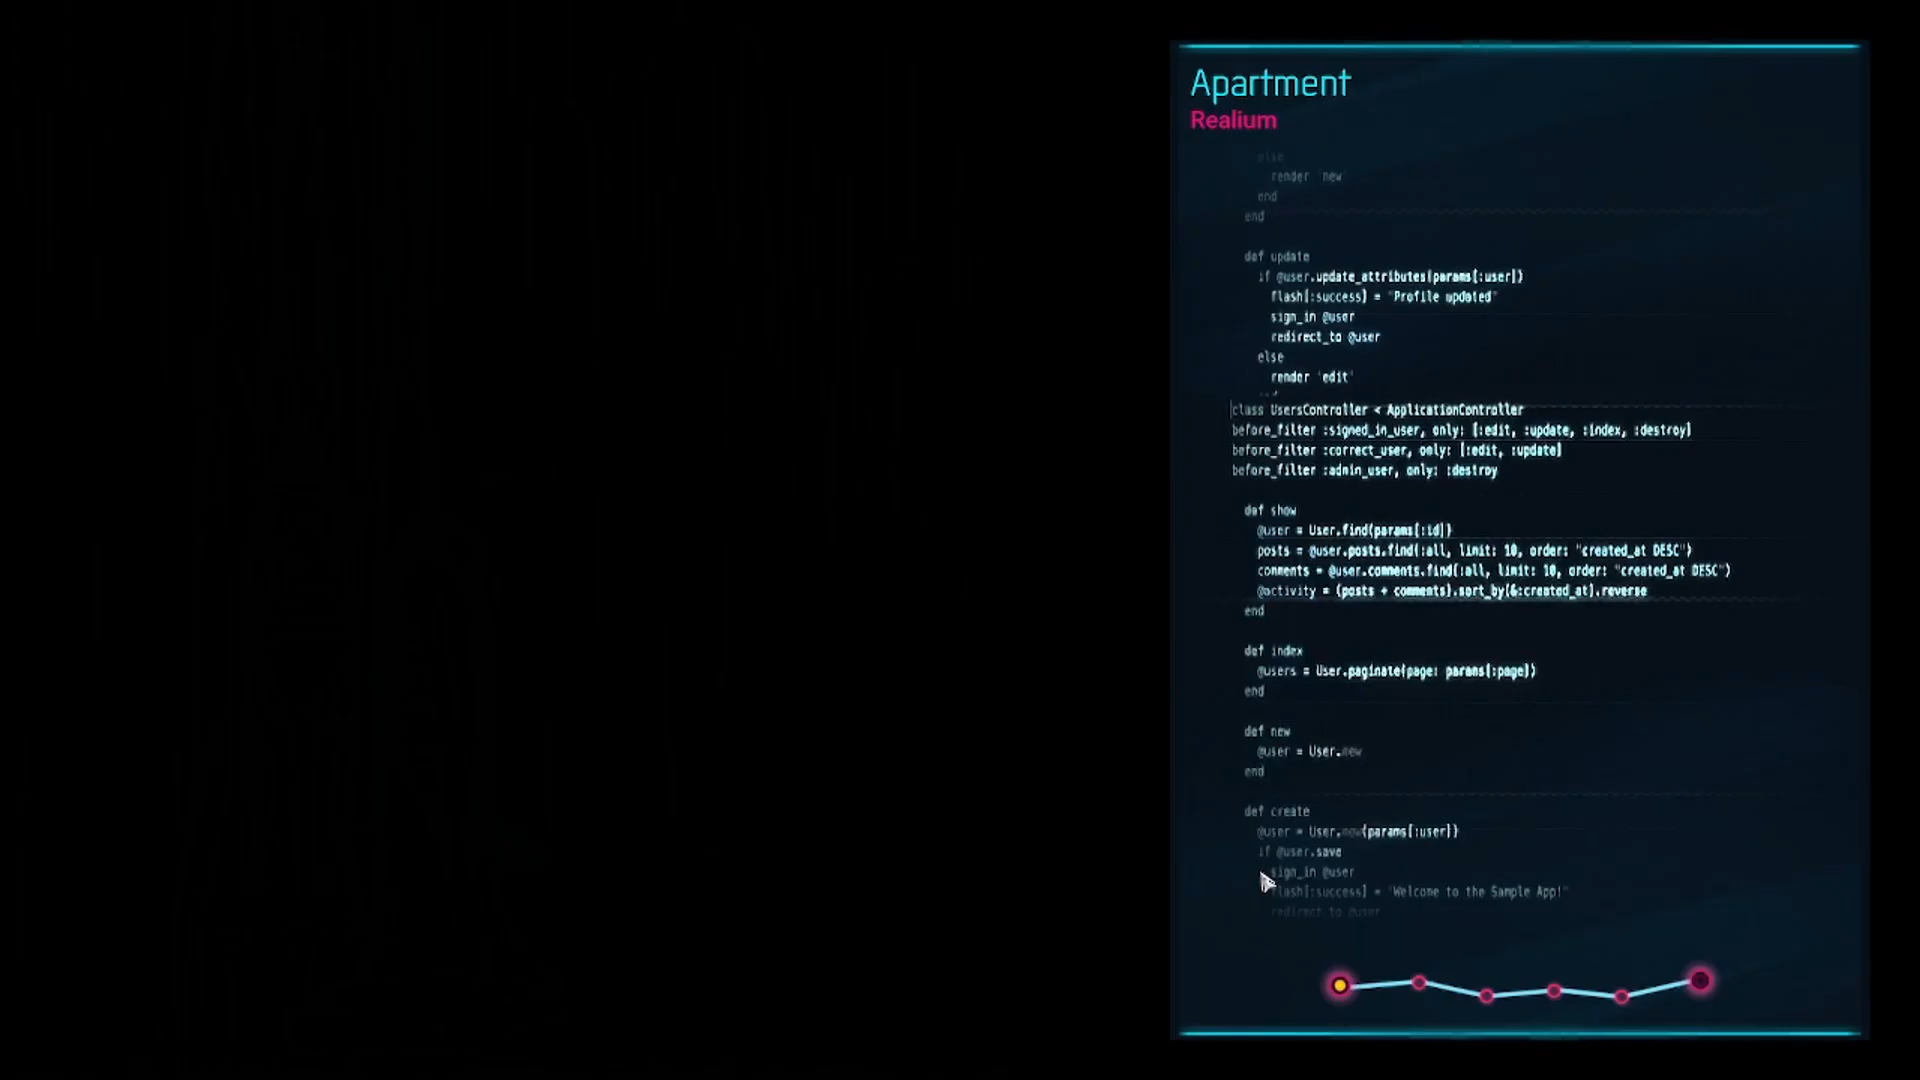 Apartment
Realium
else
render 'new'
end
end
def update
if @user.update_attributes(params[:user])
flash[:success] = "Profile updated"
sign_in @user
redirect_to @user
else
render 'edit'
class UsersController < ApplicationController
before_filter :signed_in_user, only: [:edit, :update, :index, :destroy]
before_filter :correct_user, only: [:edit, :update]
before_filter :admin_user, only: :destroy
def show
@user = User.find(params[:id])
posts = @user.posts.find(:all, limit: 10, order: "created_at DESC")
comments = @user.comments.find(:all, limit: 10, order: "created_at DESC")
@activity = (posts + comments).sort_by(&:created_at).reverse
end
def index
@users = User.paginate(page: params[:page])
end
def new
@user = User.new
end
def create
@user = User.new(params[:user])
if @user.save
sign_in @user
flash[:success] = "Welcome to the Sample App!"
redirect_to @user